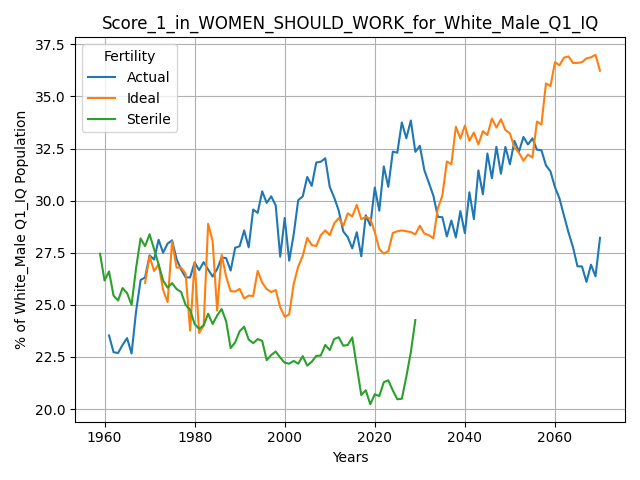 Score_1_in_WOMEN_SHOULD_WORK_for_White_Male_Q1_IQ
% of White_Male Q1_IQ Population
37.5
35.0
32.5
30.0
27.5
25.0
22.5
20.0
Fertility
Actual
Ideal
Sterile
1960 1980 2000 2020 2040 2060
Years